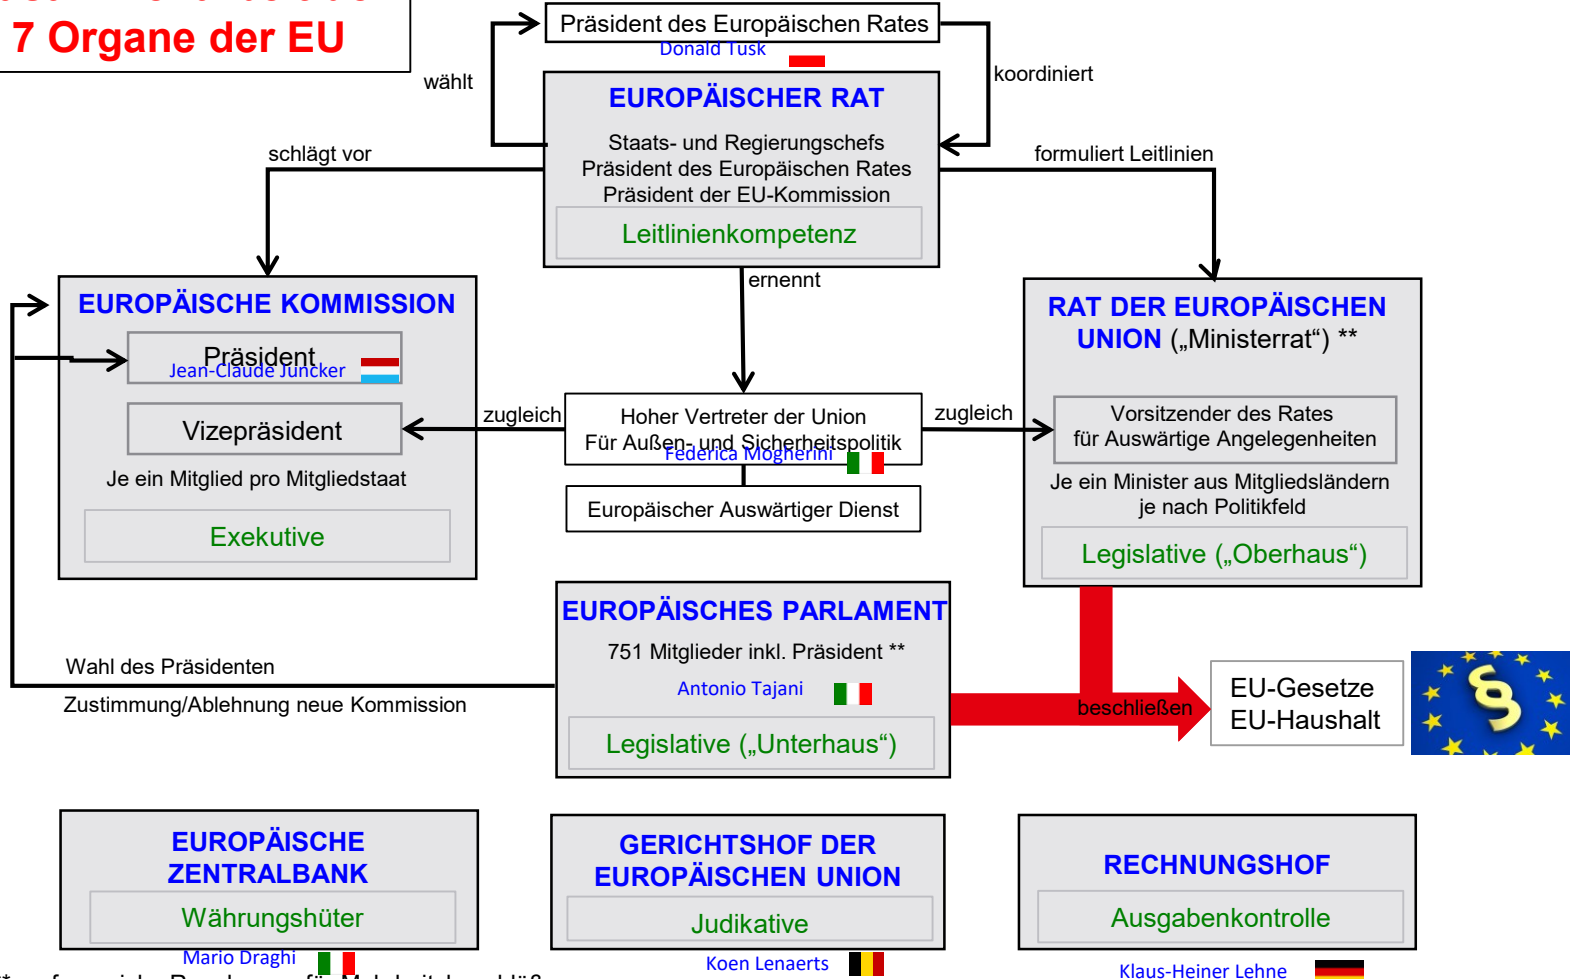 7 Organe der EU
Präsident des Europäischen Rates
Donald Tusk
wählt
koordiniert
EUROPÄISCHER RAT
Staats- und Regierungschefs
Präsident des Europäischen Rates
Präsident der EU-Kommission
Leitlinienkompetenz
schlägt vor
formuliert Leitlinien
ernennt
EUROPÄISCHE KOMMISSION
Präsident
Jean-Claude Juncker
Vizepräsident
Je ein Mitglied pro Mitgliedstaat
Exekutive
zugleich
Hoher Vertreter der Union
Für Außen- und Sicherheitspolitik
Federica Mogherini
Europäischer Auswärtiger Dienst
zugleich
RAT DER EUROPÄISCHEN
UNION („Ministerrat“) **
Vorsitzender des Rates
für Auswärtige Angelegenheiten
Je ein Minister aus Mitgliedsländern
je nach Politikfeld
Legislative („Oberhaus“)
EUROPÄISCHES PARLAMENT
751 Mitglieder inkl. Präsident **
Antonio Tajani
Legislative („Unterhaus“)
Wahl des Präsidenten
Zustimmung/Ablehnung neue Kommission
beschließen
EU-Gesetze
EU-Haushalt
§
EUROPÄISCHE
ZENTRALBANK
Währungshüter
Mario Draghi
GERICHTSHOF DER
EUROPÄISCHEN UNION
Judikative
Koen Lenaerts
RECHNUNGSHOF
Ausgabenkontrolle
Klaus-Heiner Lehne